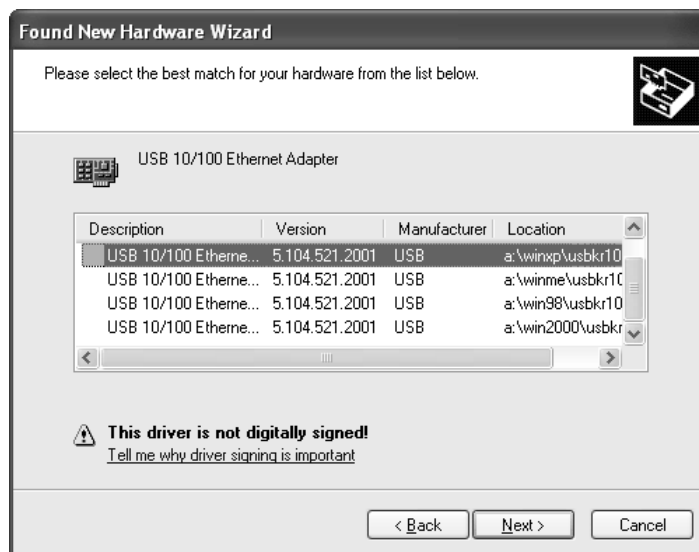 Found New Hardware Wizard
Please select the best match for your hardware from the list below.
USB 10/100 Ethernet Adapter
Description Version Manufacturer Location
USB 10/100 Etherne... 5.104.521.2001 USB a:\winxp\usbkr10
USB 10/100 Etherne... 5.104.521.2001 USB a:\winme\usbkr10
USB 10/100 Etherne... 5.104.521.2001 USB a:\win98\usbkr10
USB 10/100 Etherne... 5.104.521.2001 USB a:\win2000\usbkr
This driver is not digitally signed!
Tell me why driver signing is important
< Back Next > Cancel